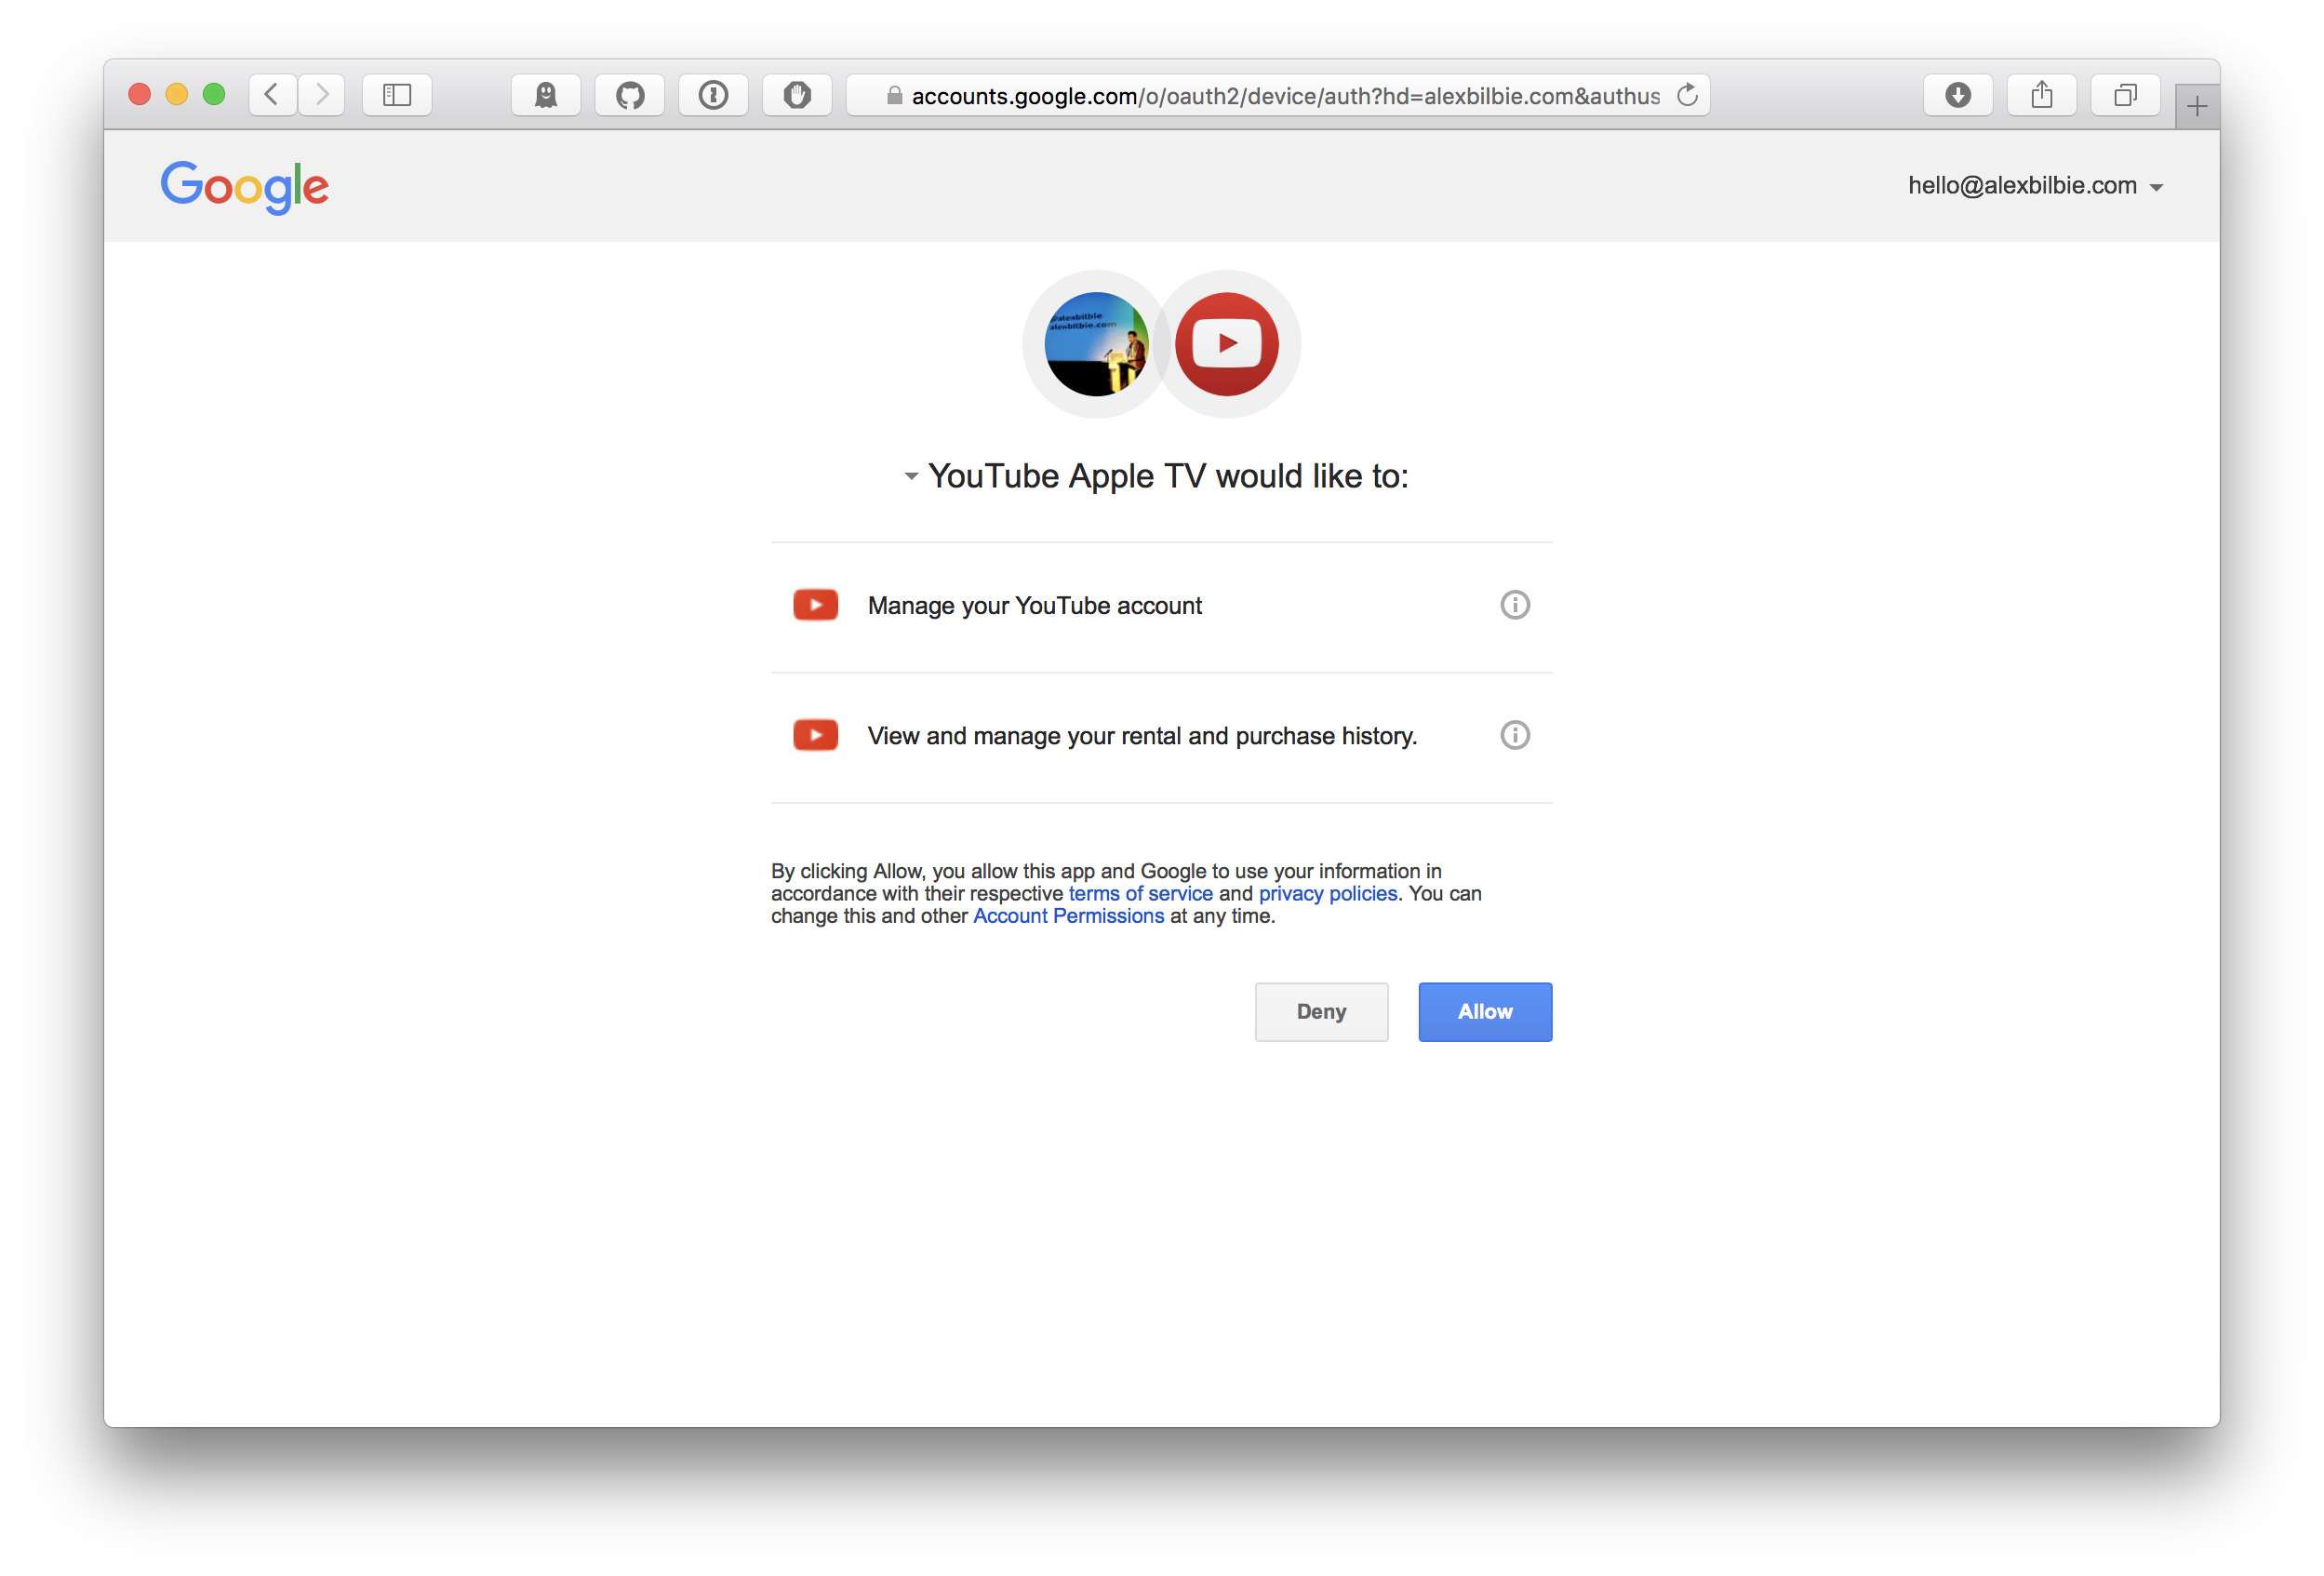 accounts.google.com/o/oauth2/device/auth?hd=alexbilbie.com&authus
Google
hello@alexbilbie.com
@alexbilbie
alexbilbie.com
YouTube Apple TV would like to:
Manage your YouTube account
View and manage your rental and purchase history.
By clicking Allow, you allow this app and Google to use your information in
accordance with their respective terms of service and privacy policies. You can
change this and other Account Permissions at any time.
Deny
Allow